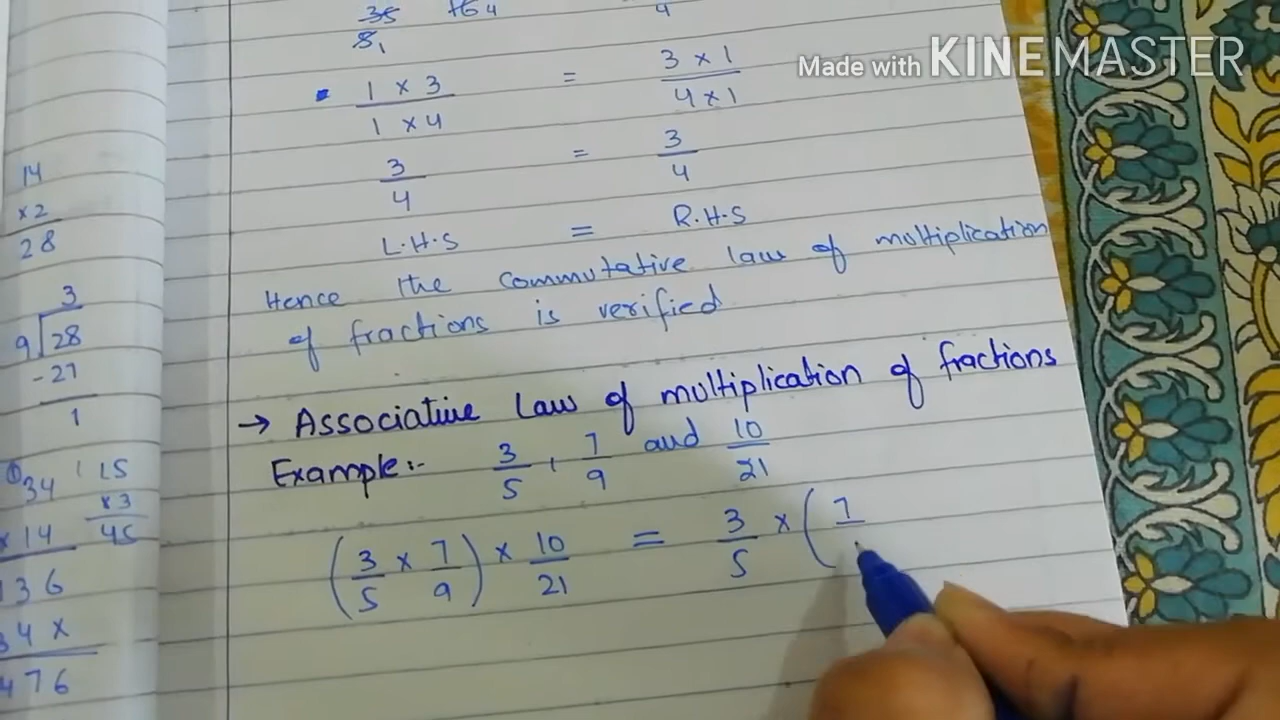 Made with KINEMASTER
35 4
8₁
1 × 3 / 1 × 4 = 3 × 1 / 4 × 1
3/4 = 3/4
L.H.S = R.H.S
Hence the commutative law of multiplication
of fractions is verified
→ Associative Law of multiplication of fractions
Example:- 3/5 , 7/9 and 10/21
(3/5 × 7/9) × 10/21 = 3/5 × (7
14
×2
28
3
9 28
-27
1
34
×14
136
34×
476
15
×3
45